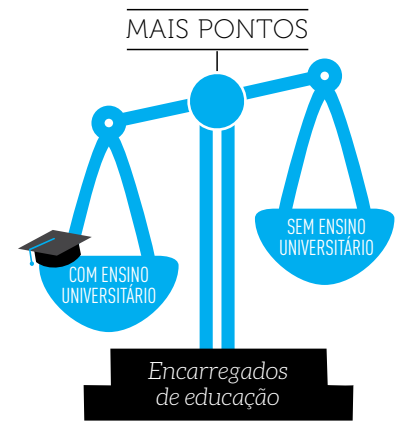 MAIS PONTOS
SEM ENSINO
UNIVERSITÁRIO
COM ENSINO
UNIVERSITÁRIO
Encarregados
de educação